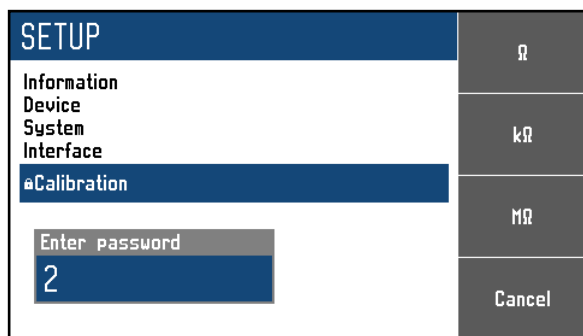 SETUP
Information
Device
System
Interface
Calibration
Enter password
2
Ω
kΩ
MΩ
Cancel